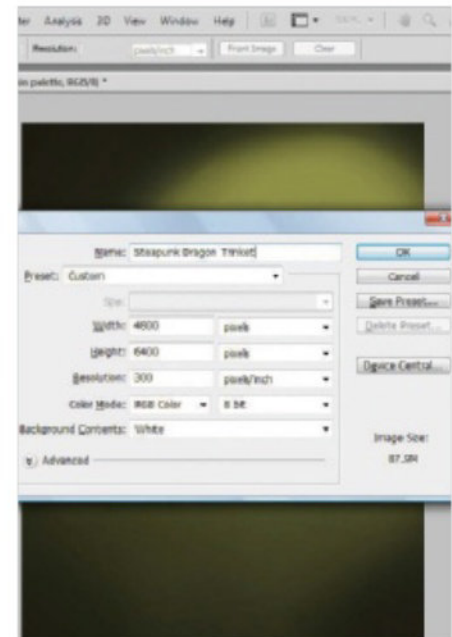 Analysis 3D View Window Help
Resolution: pixels/inch Front Image Clear
palette, RGB/8) *
Name: Steapunk Dragon Trinket
OK
Preset: Custom
Cancel
Size:
Save Preset...
Width: 4800 pixels
Delete Preset...
Height: 6400 pixels
Resolution: 300 pixels/inch
Device Central...
Color Mode: RGB Color 8 bit
Background Contents: White
Image Size:
Advanced
87.9M